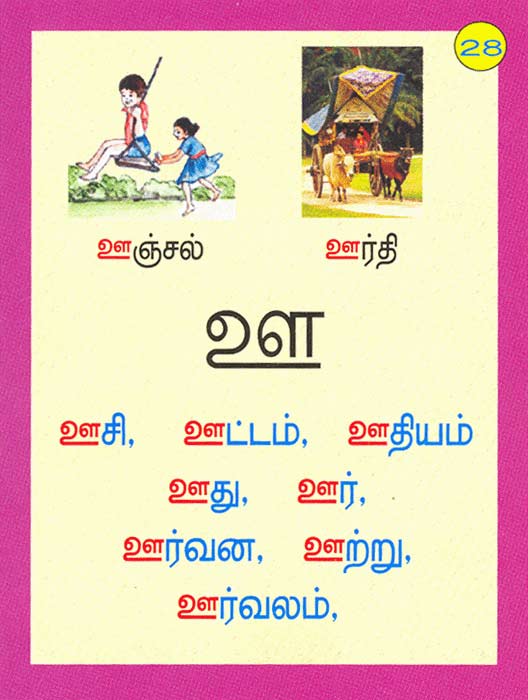 28
ஊஞ்சல் ஊர்தி
ஊ
ஊசி, ஊட்டம், ஊதியம்
ஊது, ஊர்,
ஊர்வன, ஊற்று,
ஊர்வலம்,